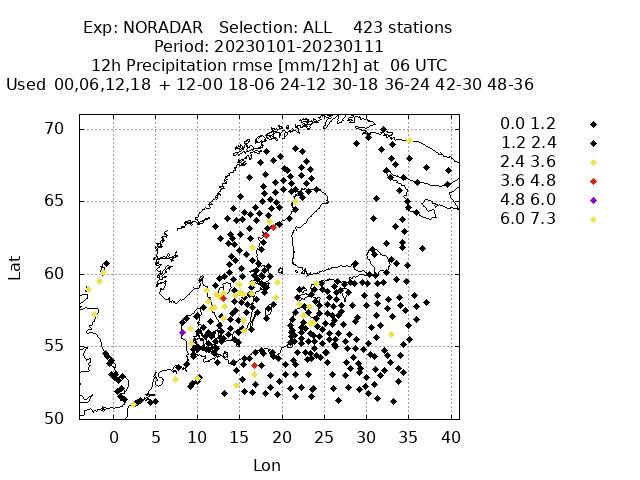 Exp: NORADAR Selection: ALL 423 stations
Period: 20230101-20230111
12h Precipitation rmse [mm/12h] at 06 UTC
Used 00,06,12,18 + 12-00 18-06 24-12 30-18 36-24 42-30 48-36
0.0 1.2
1.2 2.4
2.4 3.6
3.6 4.8
4.8 6.0
6.0 7.3
70
65
60
55
50
Lat
0 5 10 15 20 25 30 35 40
Lon